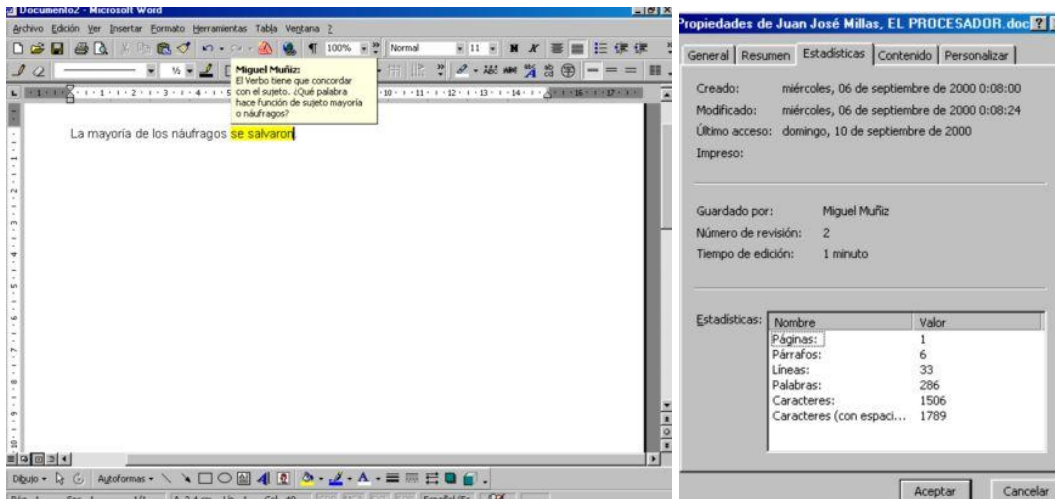 Documento2 - Microsoft Word
Archivo Edición Ver Insertar Formato Herramientas Tabla Ventana ?
100% Normal 11 N K
Miguel Muñiz:
El Verbo tiene que concordar
con el sujeto. ¿Qué palabra
hace función de sujeto mayoría
o náufragos?
La mayoría de los náufragos se salvaron
Dibujo Autoformas
Propiedades de Juan José Millas, EL PROCESADOR.doc
General Resumen Estadísticas Contenido Personalizar
Creado: miércoles, 06 de septiembre de 2000 0:08:00
Modificado: miércoles, 06 de septiembre de 2000 0:08:24
Último acceso: domingo, 10 de septiembre de 2000
Impreso:
Guardado por: Miguel Muñiz
Número de revisión: 2
Tiempo de edición: 1 minuto
Estadísticas: Nombre Valor
Páginas: 1
Párrafos: 6
Líneas: 33
Palabras: 286
Caracteres: 1506
Caracteres (con espaci... 1789
Aceptar Cancelar